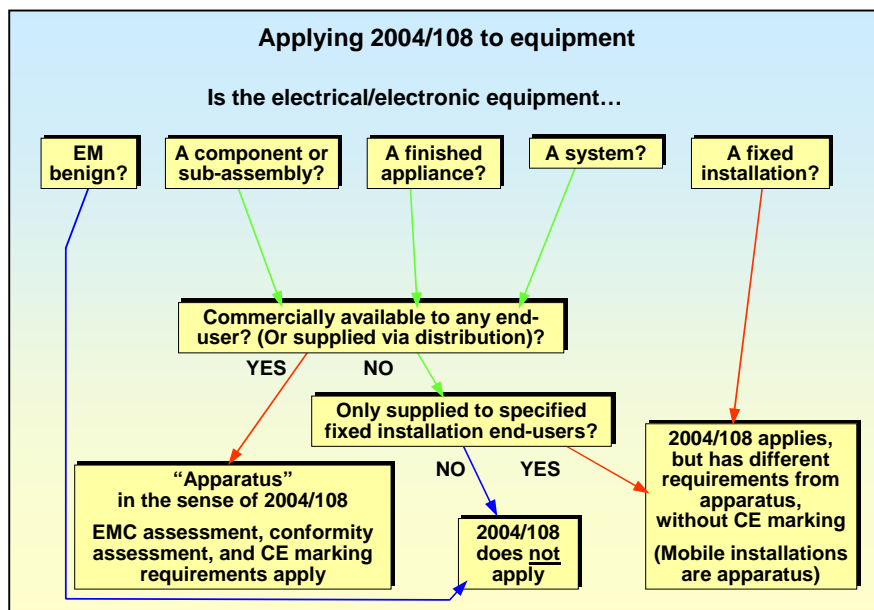 Applying 2004/108 to equipment
Is the electrical/electronic equipment…
EM
benign?
A component or
sub-assembly?
A finished
appliance?
A system?
A fixed
installation?
Commercially available to any end-
user? (Or supplied via distribution)?
YES
NO
Only supplied to specified
fixed installation end-users?
NO
YES
“Apparatus”
in the sense of 2004/108
EMC assessment, conformity
assessment, and CE marking
requirements apply
2004/108
does not
apply
2004/108 applies,
but has different
requirements from
apparatus,
without CE marking
(Mobile installations
are apparatus)